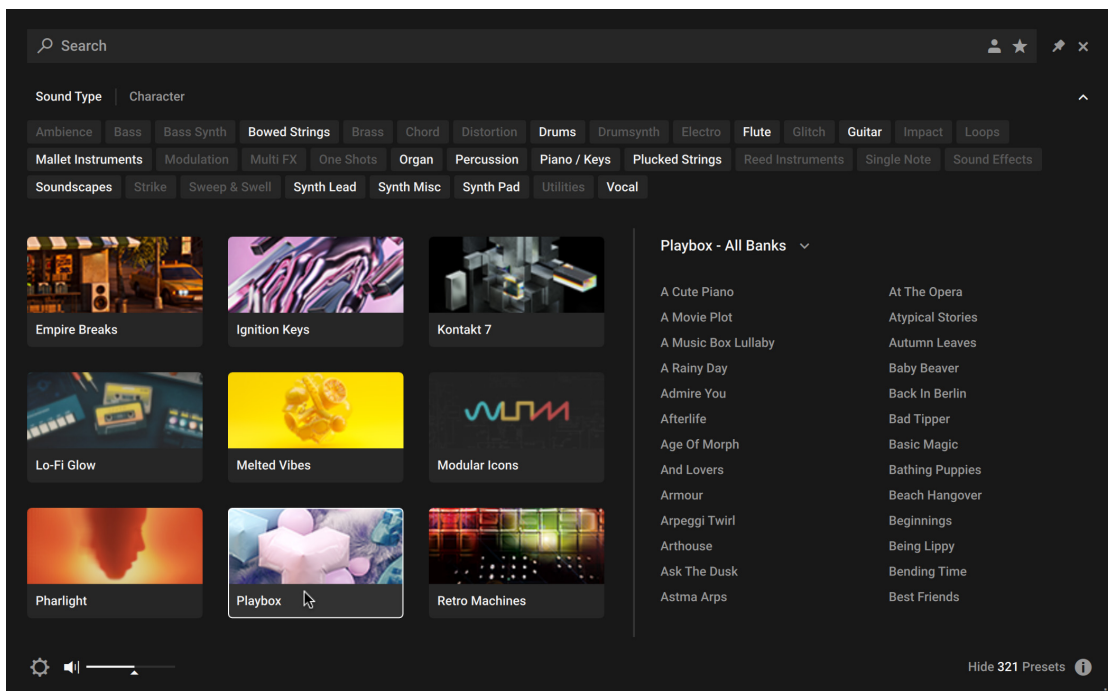 Search
Sound Type Character
Ambience Bass Bass Synth Bowed Strings Brass Chord Distortion Drums Drumsynth Electro Flute Glitch Guitar Impact Loops
Mallet Instruments Modulation Multi FX One Shots Organ Percussion Piano / Keys Plucked Strings Reed Instruments Single Note Sound Effects
Soundscapes Strike Sweep & Swell Synth Lead Synth Misc Synth Pad Utilities Vocal
Empire Breaks Ignition Keys Kontakt 7
Lo-Fi Glow Melted Vibes Modular Icons
Pharlight Playbox Retro Machines
Playbox - All Banks
A Cute Piano
A Movie Plot
A Music Box Lullaby
A Rainy Day
Admire You
Afterlife
Age Of Morph
And Lovers
Armour
Arpeggi Twirl
Arthouse
Ask The Dusk
Astma Arps
At The Opera
Atypical Stories
Autumn Leaves
Baby Beaver
Back In Berlin
Bad Tipper
Basic Magic
Bathing Puppies
Beach Hangover
Beginnings
Being Lippy
Bending Time
Best Friends
Hide 321 Presets